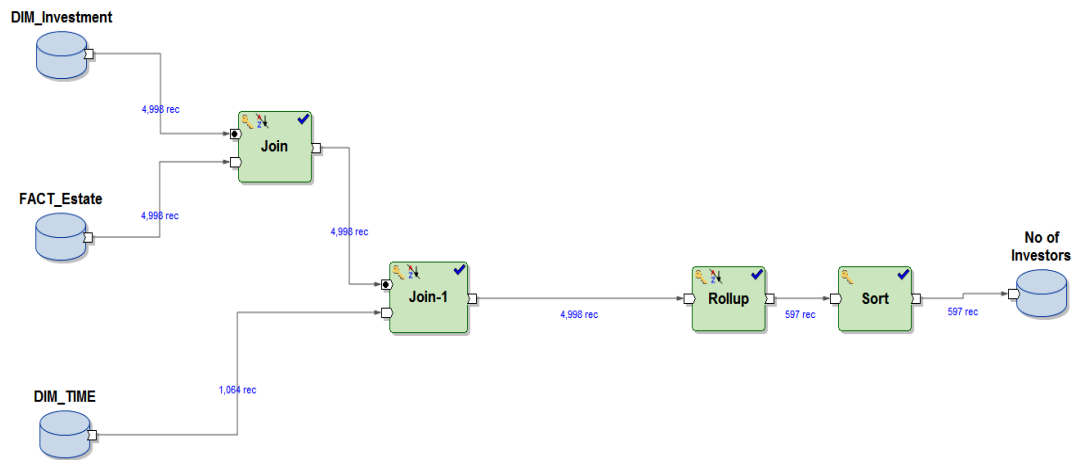 DIM_Investment
4,998 rec
Join
FACT_Estate
4,998 rec
4,998 rec
No of
Investors
Join-1
Rollup
Sort
4,998 rec
597 rec
597 rec
1,064 rec
DIM_TIME